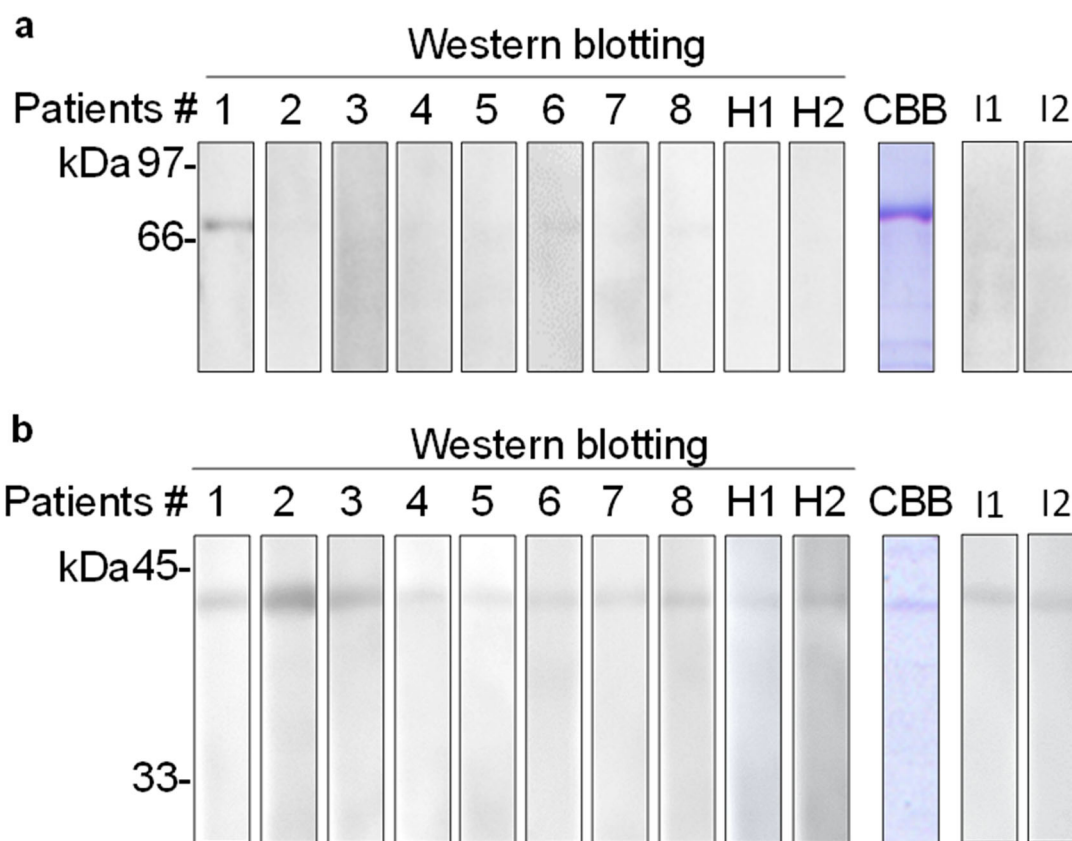 a
Western blotting
Patients # 1 2 3 4 5 6 7 8 H1 H2 CBB I1 I2
kDa 97-
66-
b
Western blotting
Patients # 1 2 3 4 5 6 7 8 H1 H2 CBB I1 I2
kDa 45-
33-